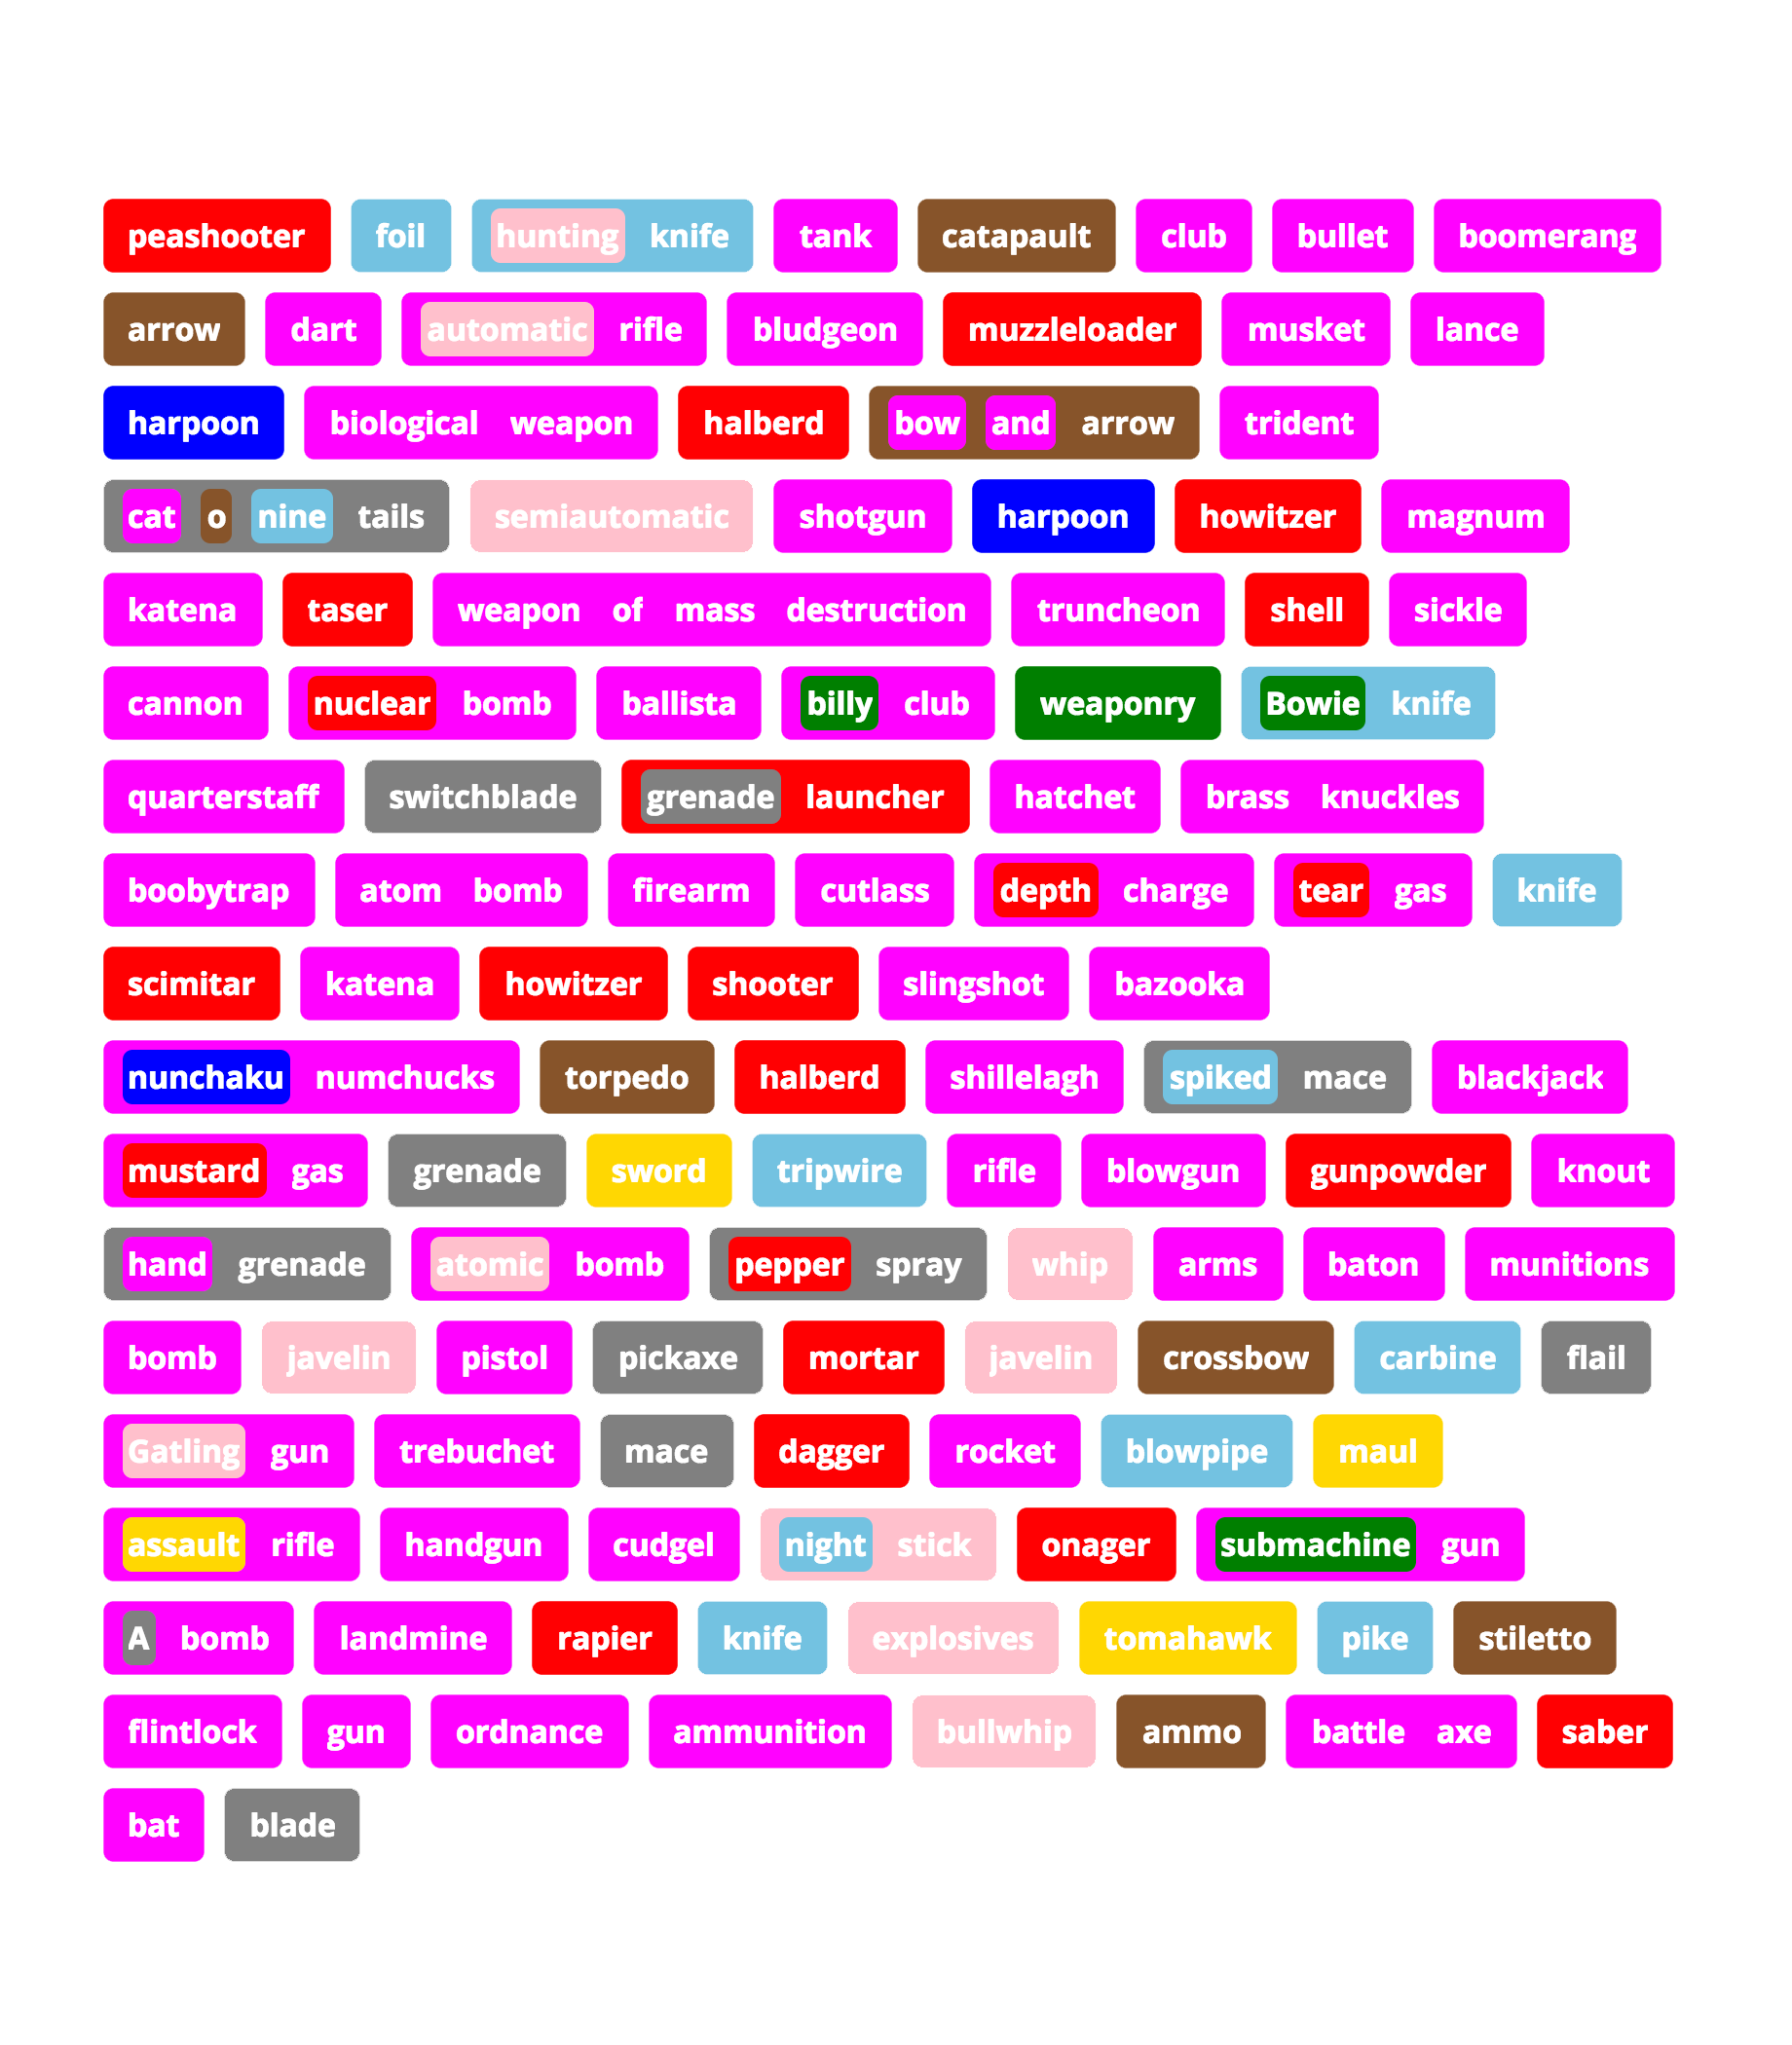 peashooter foil hunting knife tank catapault club bullet boomerang
arrow dart automatic rifle bludgeon muzzleloader musket lance
harpoon biological weapon halberd bow and arrow trident
cat o nine tails semiautomatic shotgun harpoon howitzer magnum
katena taser weapon of mass destruction truncheon shell sickle
cannon nuclear bomb ballista billy club weaponry Bowie knife
quarterstaff switchblade grenade launcher hatchet brass knuckles
boobytrap atom bomb firearm cutlass depth charge tear gas knife
scimitar katena howitzer shooter slingshot bazooka
nunchaku numchucks torpedo halberd shillelagh spiked mace blackjack
mustard gas grenade sword tripwire rifle blowgun gunpowder knout
hand grenade atomic bomb pepper spray whip arms baton munitions
bomb javelin pistol pickaxe mortar javelin crossbow carbine flail
Gatling gun trebuchet mace dagger rocket blowpipe maul
assault rifle handgun cudgel night stick onager submachine gun
A bomb landmine rapier knife explosives tomahawk pike stiletto
flintlock gun ordnance ammunition bullwhip ammo battle axe saber
bat blade